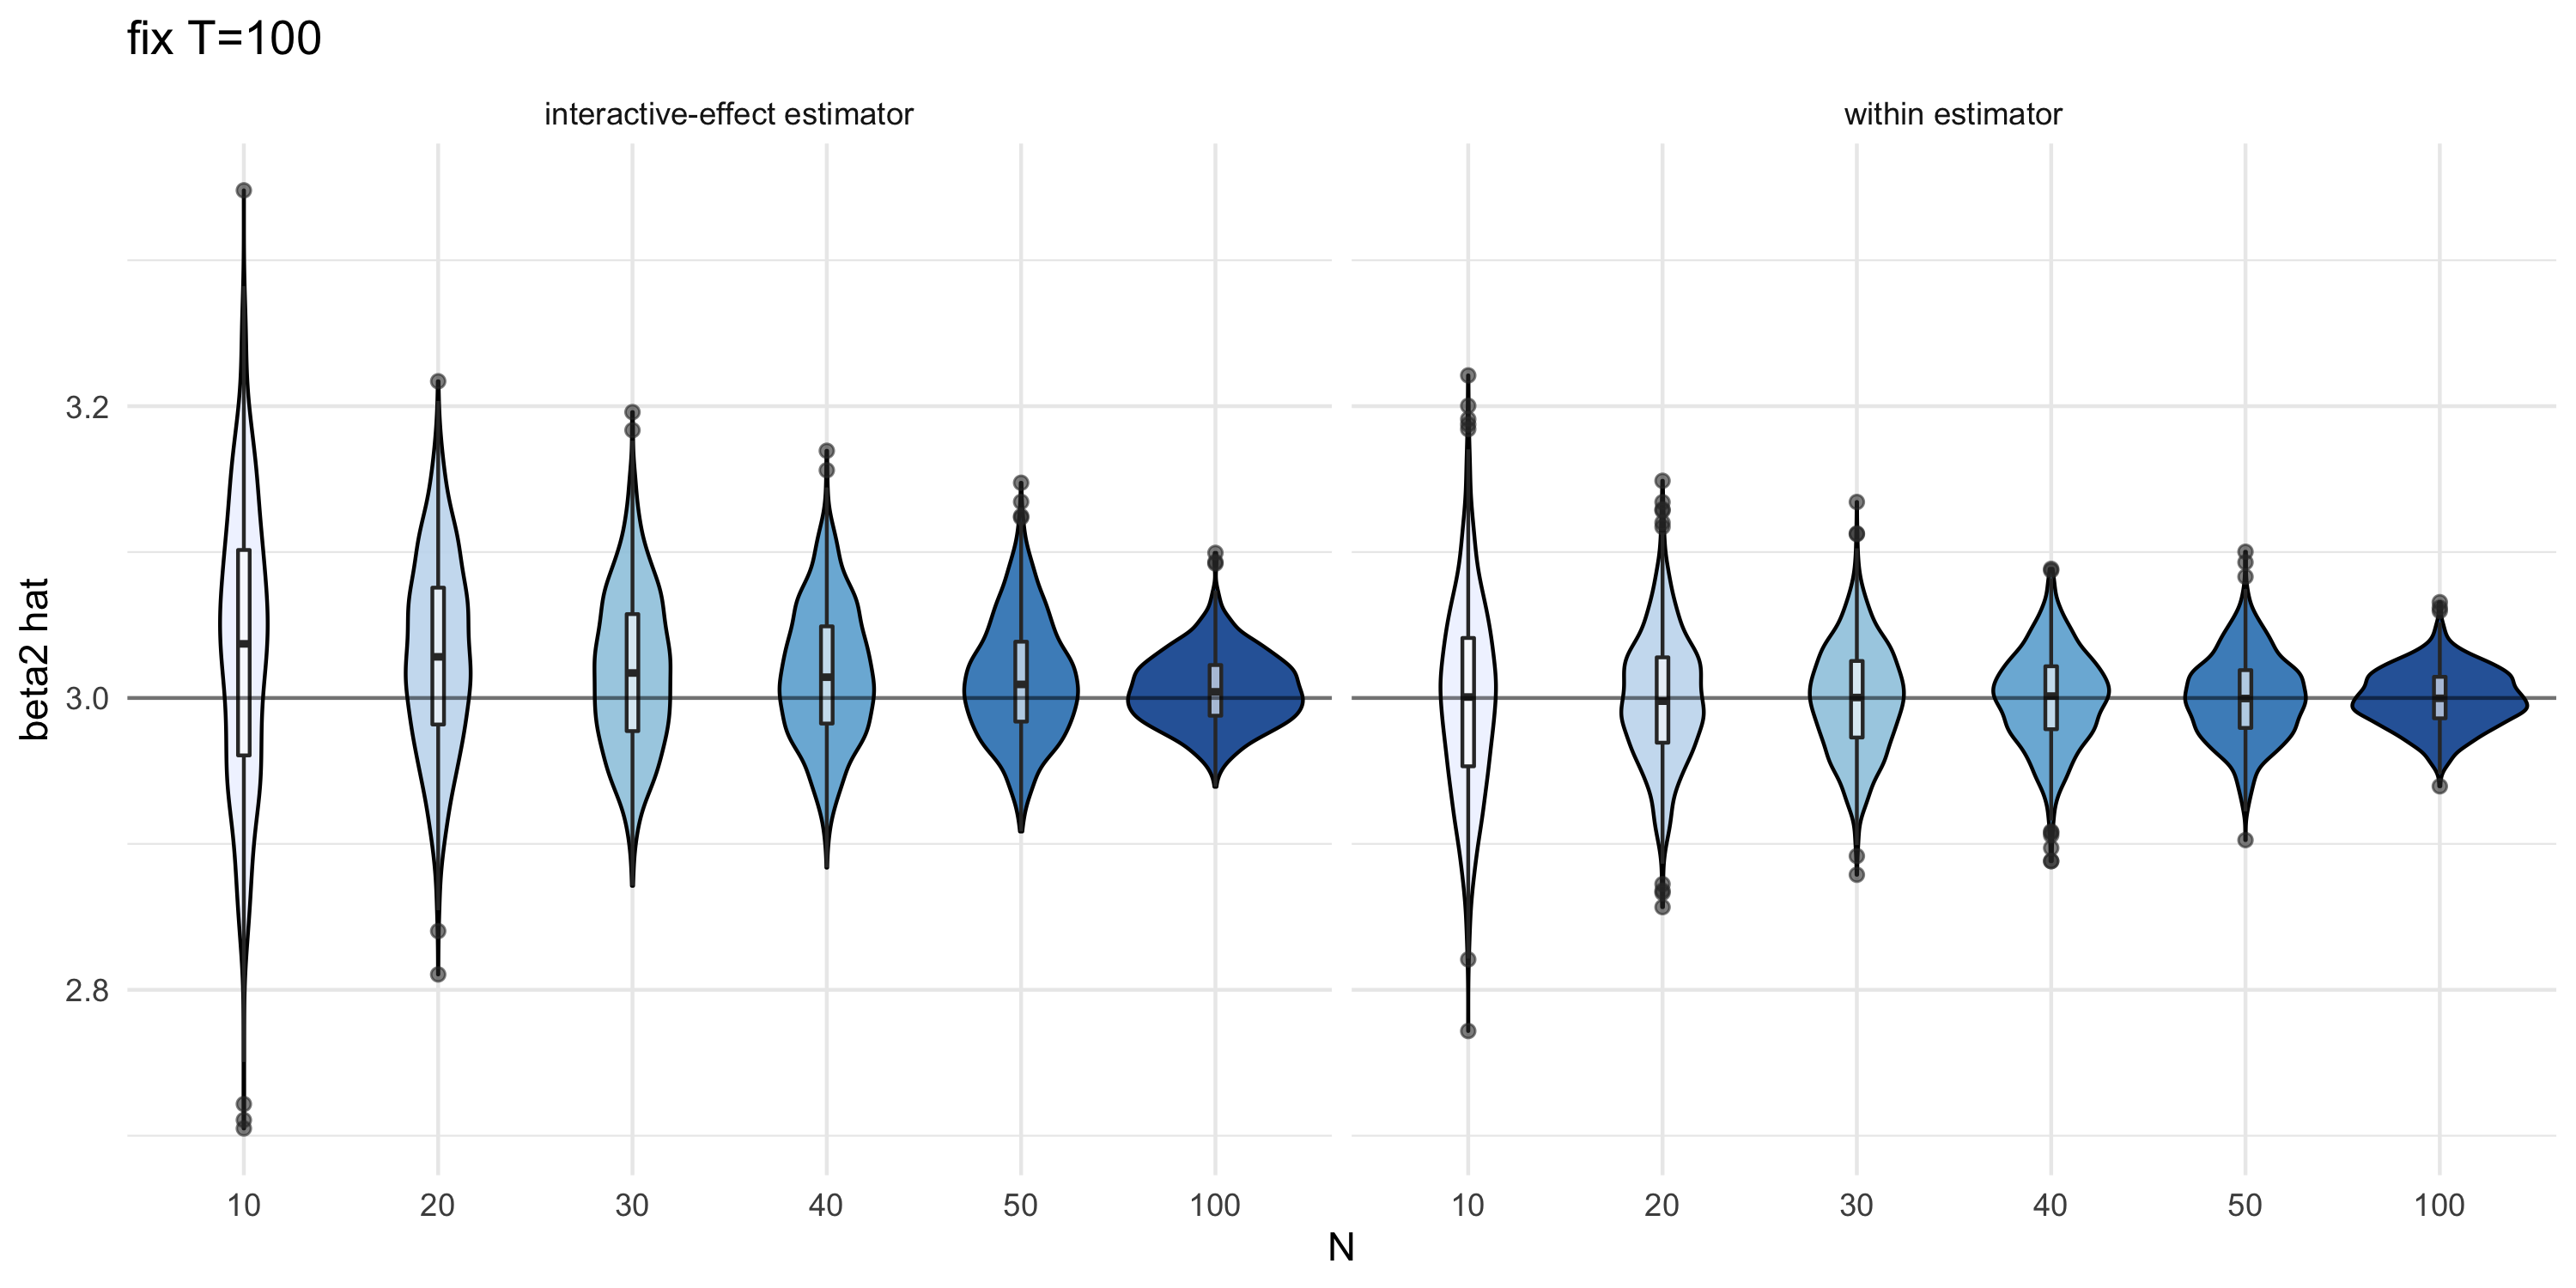 fix T=100
interactive-effect estimator
within estimator
beta2 hat
3.2
3.0
2.8
10 20 30 40 50 100
10 20 30 40 50 100
N